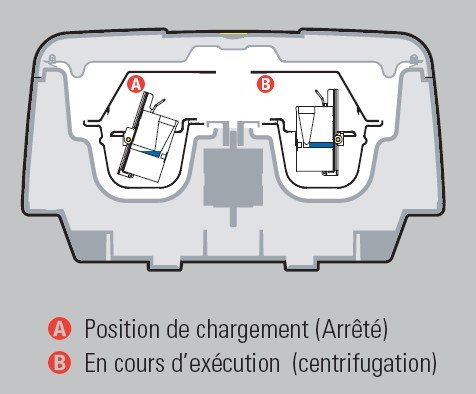 A B
A Position de chargement (Arrêté)
B En cours d’exécution (centrifugation)